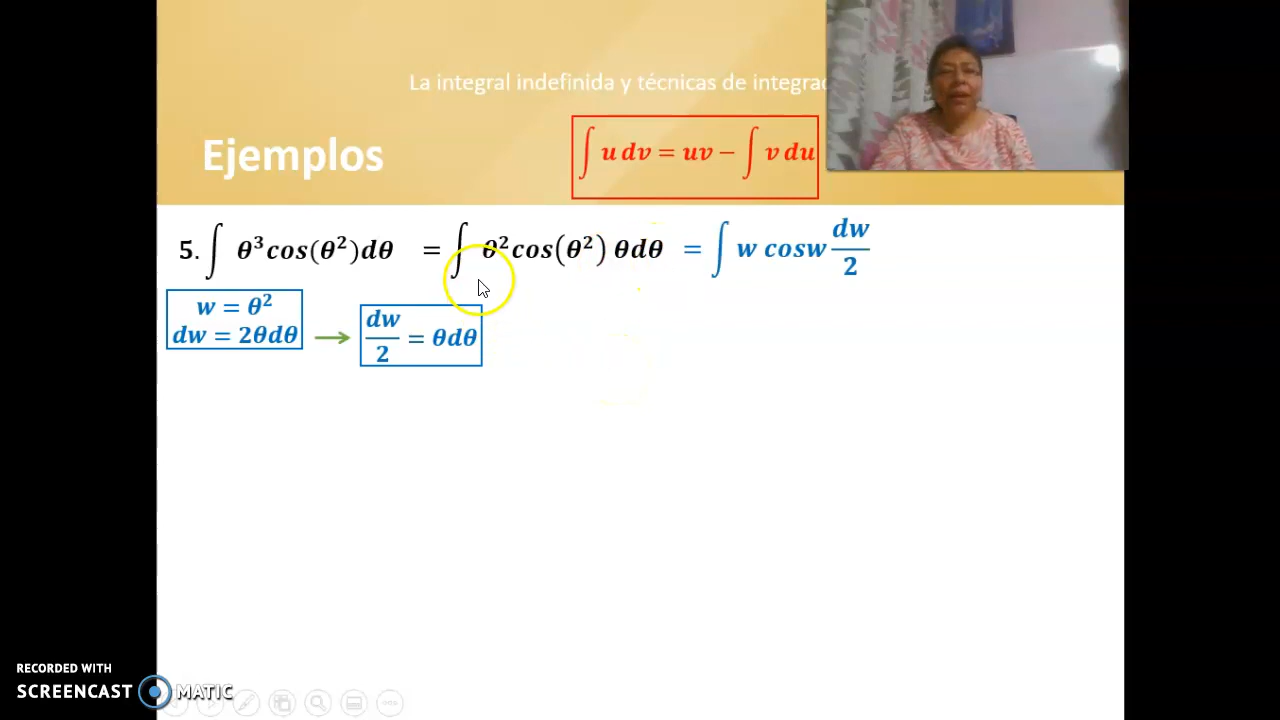 La integral indefinida y técnicas de integrac
Ejemplos
∫ u dv = uv − ∫ v du
5. ∫ θ³cos(θ²)dθ = ∫ θ²cos(θ²) θdθ = ∫ w cosw dw/2
w = θ²
dw = 2θdθ → dw/2 = θdθ
RECORDED WITH
SCREENCAST MATIC